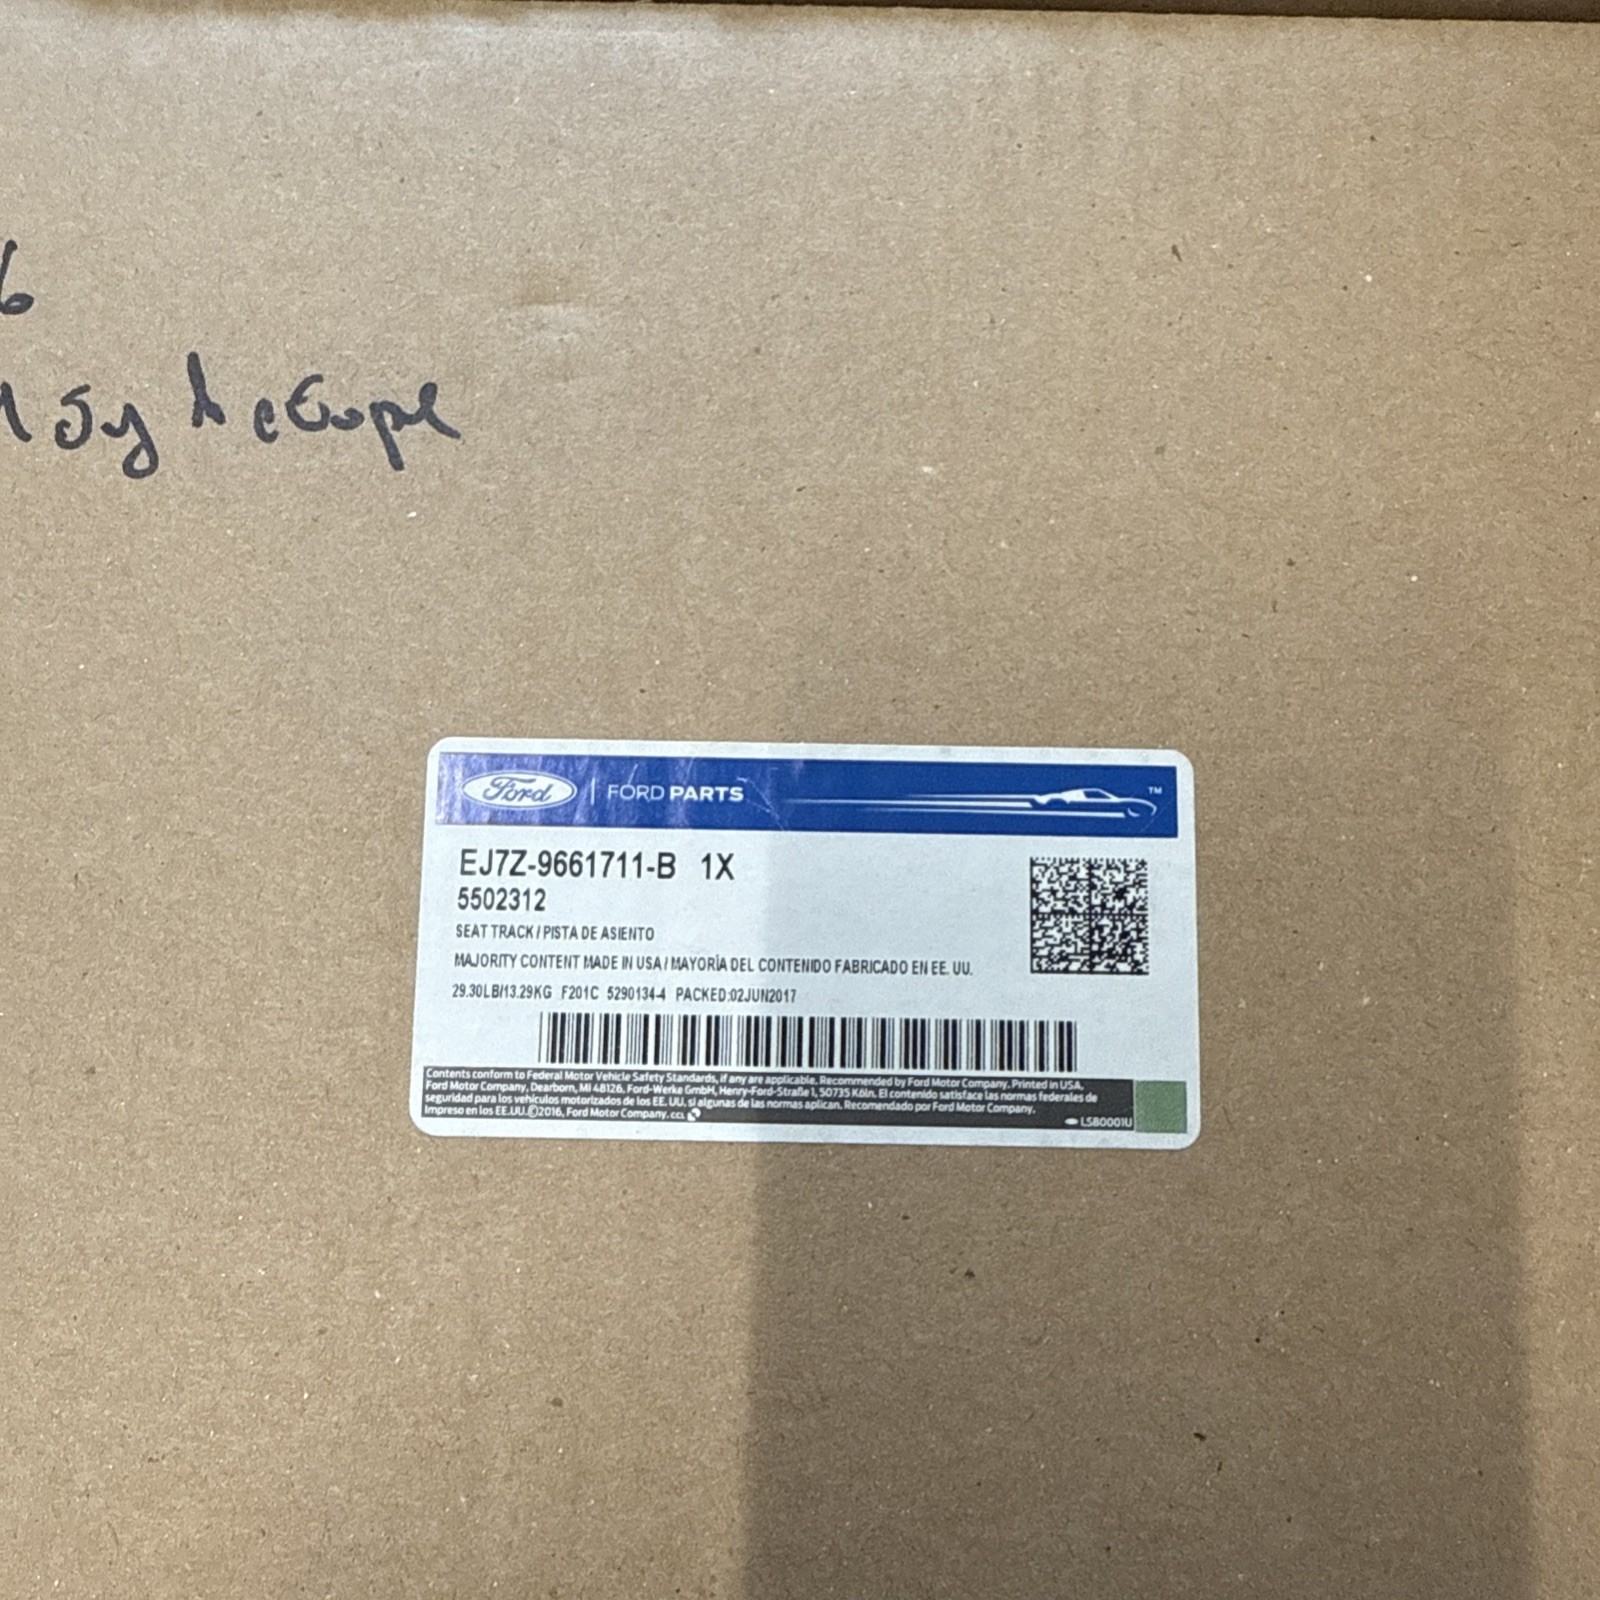 6
Ford | FORD PARTS TM
EJ7Z-9661711-B 1X
5502312
SEAT TRACK / PISTA DE ASIENTO
MAJORITY CONTENT MADE IN USA / MAYORÍA DEL CONTENIDO FABRICADO EN EE. UU.
29.30LB/13.29KG F201C 5290134-4 PACKED:02JUN2017
Contents conform to Federal Motor Vehicle Safety Standards, if any are applicable. Recommended by Ford Motor Company. Printed in USA,
Ford Motor Company, Dearborn, MI 48126, Ford-Werke GmbH, Henry-Ford-Straße 1, 50735 Köln. El contenido satisface las normas federales de
seguridad para los vehículos motorizados de los EE. UU. si algunas de las normas aplican. Recomendado por Ford Motor Company.
Impreso en los EE.UU.©2016, Ford Motor Company. CCL
LSB0001U